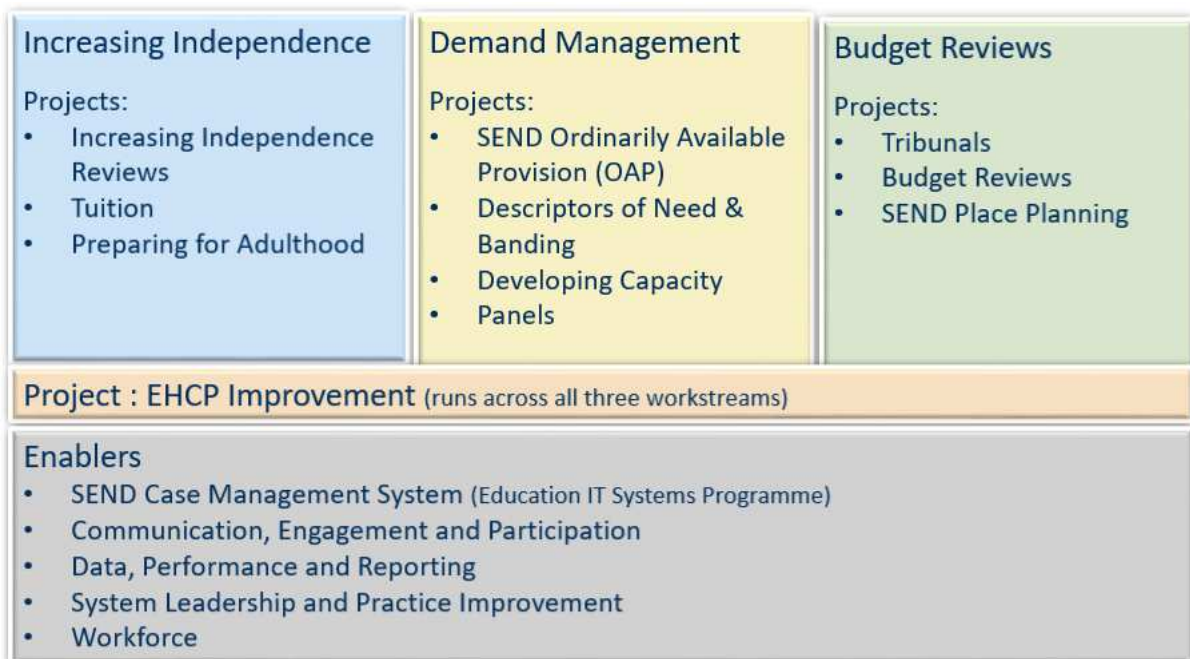 Increasing Independence
Projects:
• Increasing Independence
Reviews
• Tuition
• Preparing for Adulthood
Demand Management
Projects:
• SEND Ordinarily Available
Provision (OAP)
• Descriptors of Need &
Banding
• Developing Capacity
• Panels
Budget Reviews
Projects:
• Tribunals
• Budget Reviews
• SEND Place Planning
Project : EHCP Improvement (runs across all three workstreams)
Enablers
• SEND Case Management System (Education IT Systems Programme)
• Communication, Engagement and Participation
• Data, Performance and Reporting
• System Leadership and Practice Improvement
• Workforce